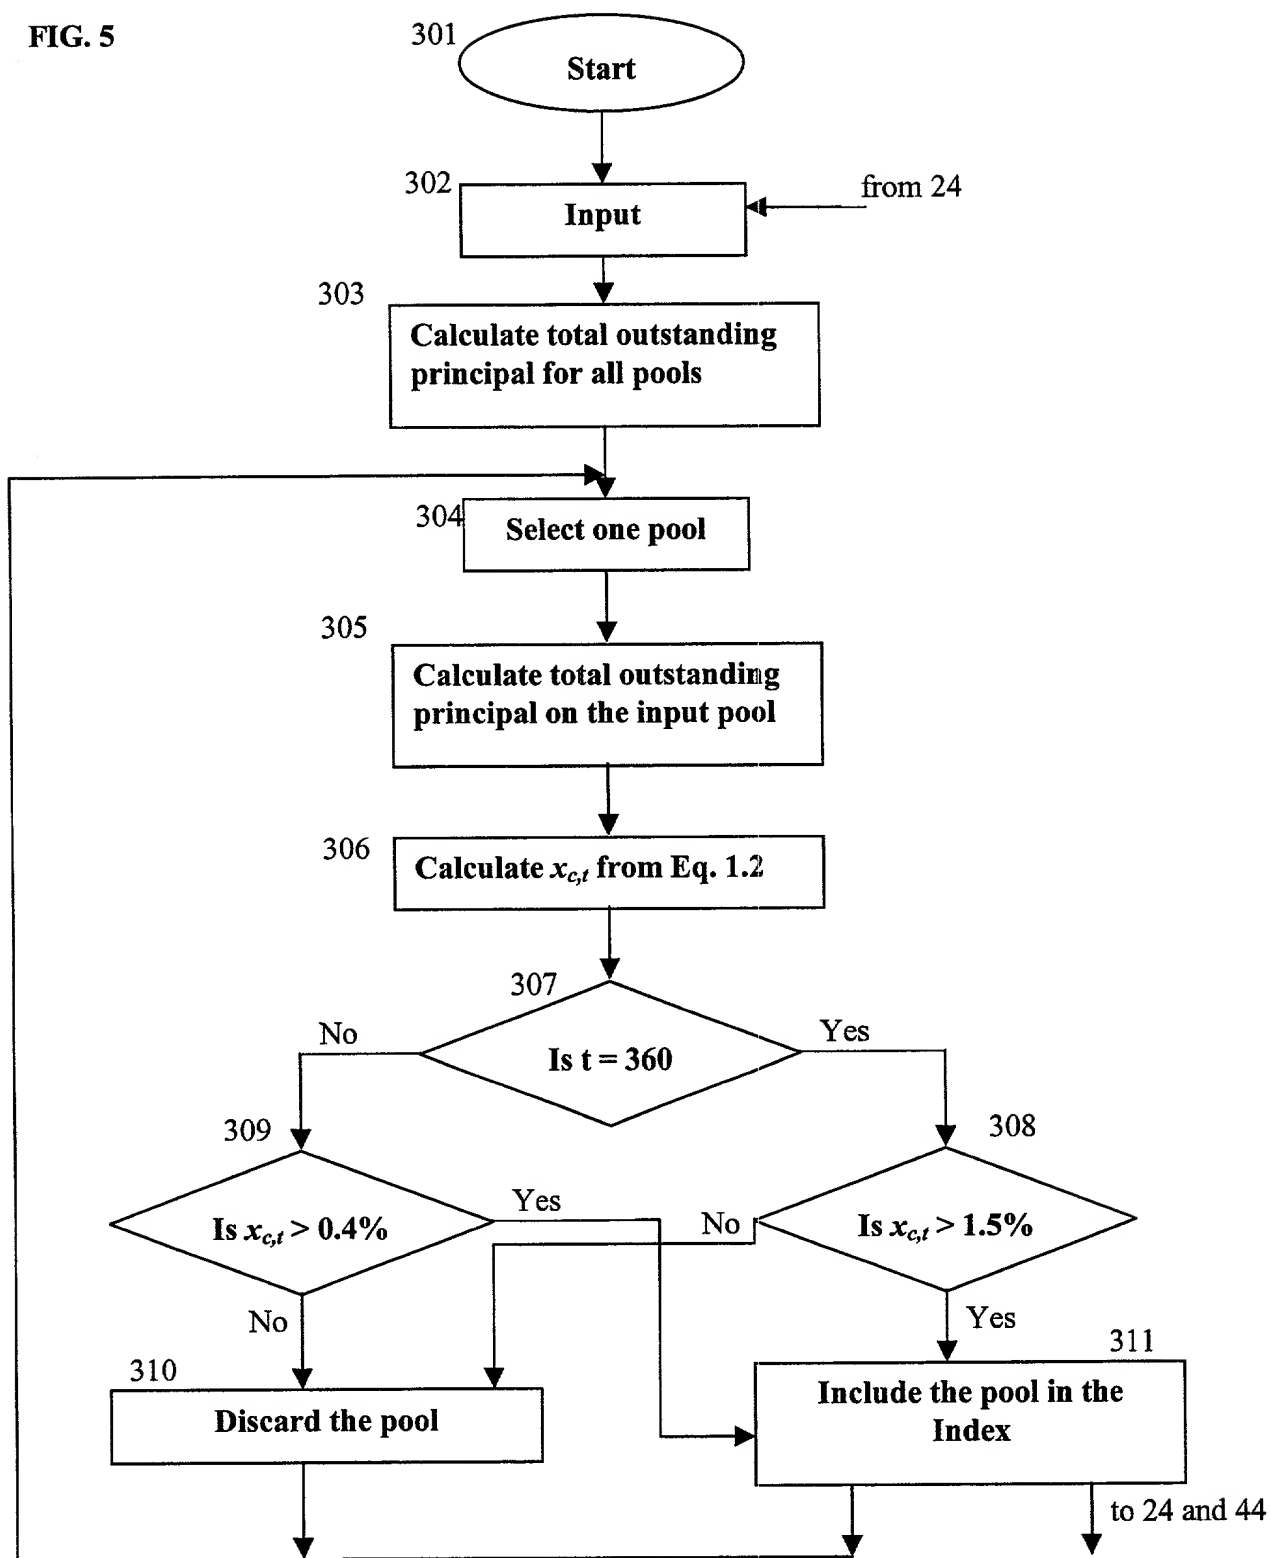 FIG. 5
301
Start
302
Input
from 24
303
Calculate total outstanding
principal for all pools
304
Select one pool
305
Calculate total outstanding
principal on the input pool
306
Calculate x_{c,t} from Eq. 1.2
307
No
Is t = 360
Yes
309
308
Is x_{c,t} > 0.4%
Yes
No
Is x_{c,t} > 1.5%
No
Yes
310
311
Discard the pool
Include the pool in the
Index
to 24 and 44